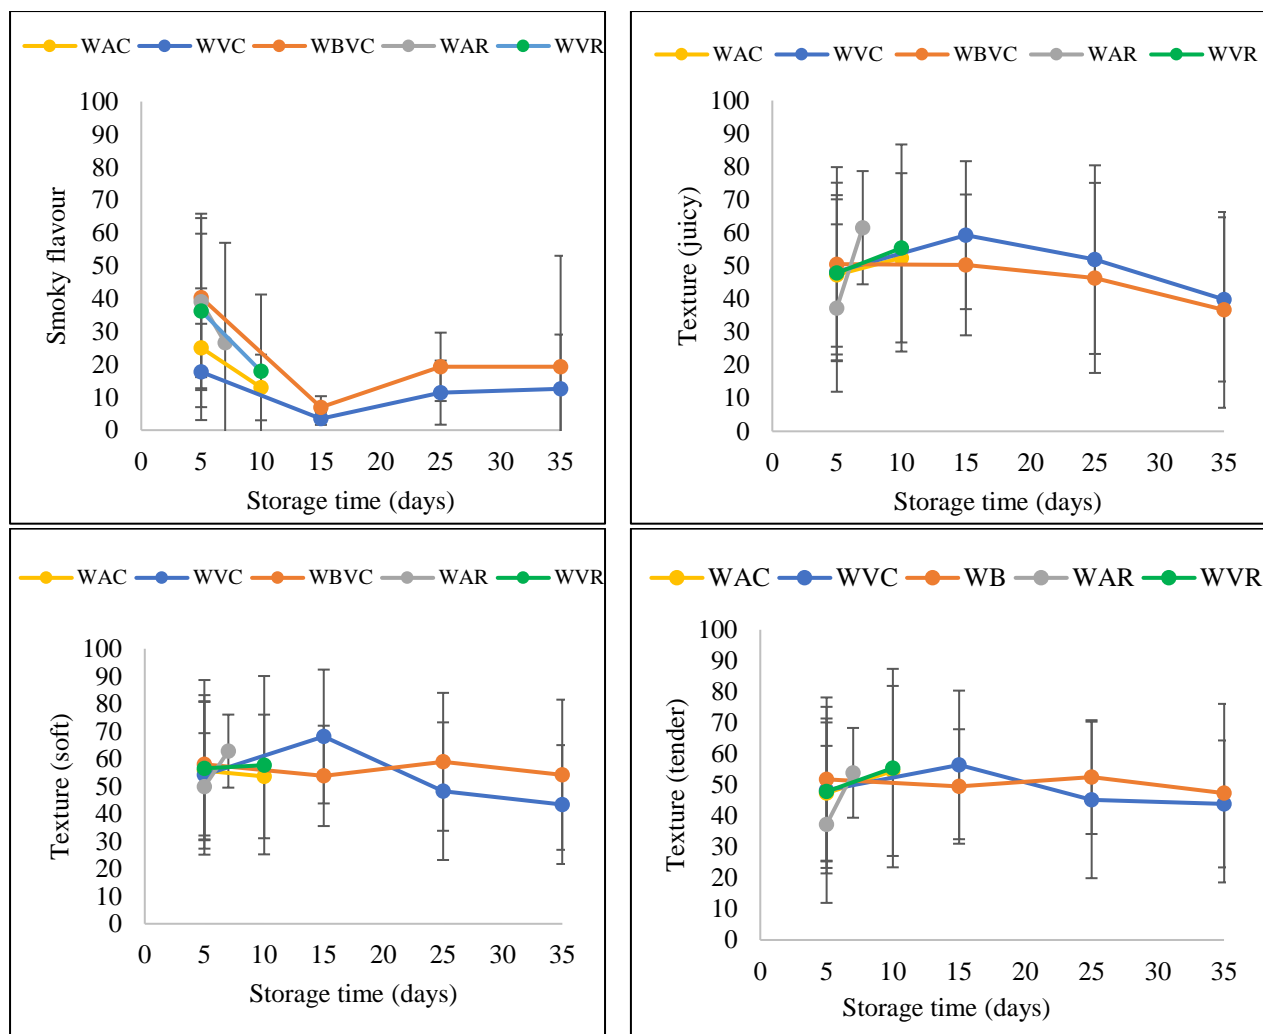 WAC WVC WBVC WAR WVR
100
90
80
70
60
50
40
30
20
10
0
Smoky flavour
0 5 10 15 20 25 30 35
Storage time (days)
WAC WVC WBVC WAR WVR
100
90
80
70
60
50
40
30
20
10
0
Texture (juicy)
0 5 10 15 20 25 30 35
Storage time (days)
WAC WVC WBVC WAR WVR
100
90
80
70
60
50
40
30
20
10
0
Texture (soft)
0 5 10 15 20 25 30 35
Storage time (days)
WAC WVC WB WAR WVR
100
90
80
70
60
50
40
30
20
10
0
Texture (tender)
0 5 10 15 20 25 30 35
Storage time (days)